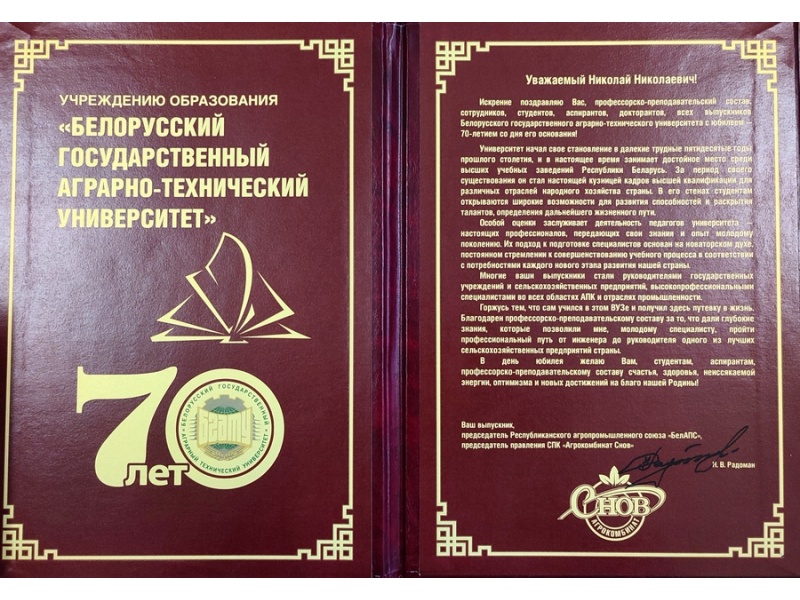 УЧРЕЖДЕНИЮ ОБРАЗОВАНИЯ
«БЕЛОРУССКИЙ
ГОСУДАРСТВЕННЫЙ
АГРАРНО-ТЕХНИЧЕСКИЙ
УНИВЕРСИТЕТ»
70
лет
БЕЛОРУССКИЙ ГОСУДАРСТВЕННЫЙ
АГРАРНЫЙ ТЕХНИЧЕСКИЙ УНИВЕРСИТЕТ
БГАТУ
Уважаемый Николай Николаевич!
Искренне поздравляю Вас, профессорско-преподавательский состав,
сотрудников, студентов, аспирантов, докторантов, всех выпускников
Белорусского государственного аграрно-технического университета с юбилеем –
70-летием со дня его основания!
Университет начал свое становление в далекие трудные пятидесятые годы
прошлого столетия, и в настоящее время занимает достойное место среди
высших учебных заведений Республики Беларусь. За период своего
существования он стал настоящей кузницей кадров высшей квалификации для
различных отраслей народного хозяйства страны. В его стенах студентам
открываются широкие возможности для развития способностей и раскрытия
талантов, определения дальнейшего жизненного пути.
Особой оценки заслуживает деятельность педагогов университета –
настоящих профессионалов, передающих свои знания и опыт молодому
поколению. Их подход к подготовке специалистов основан на новаторском духе,
постоянном стремлении к совершенствованию учебного процесса в соответствии
с потребностями каждого нового этапа развития нашей страны.
Многие ваши выпускники стали руководителями государственных
учреждений и сельскохозяйственных предприятий, высокопрофессиональными
специалистами во всех областях АПК и отраслях промышленности.
Горжусь тем, что сам учился в этом ВУЗе и получил здесь путевку в жизнь.
Благодарен профессорско-преподавательскому составу за то, что дали глубокие
знания, которые позволили мне, молодому специалисту, пройти
профессиональный путь от инженера до руководителя одного из лучших
сельскохозяйственных предприятий страны.
В день юбилея желаю Вам, студентам, аспирантам,
профессорско-преподавательскому составу счастья, здоровья, неиссякаемой
энергии, оптимизма и новых достижений на благо нашей Родины!
Ваш выпускник,
председатель Республиканского агропромышленного союза «БелАПС»,
председатель правления СПК «Агрокомбинат Снов»
Н. В. Радоман
СНОВ
АГРОКОМБИНАТ